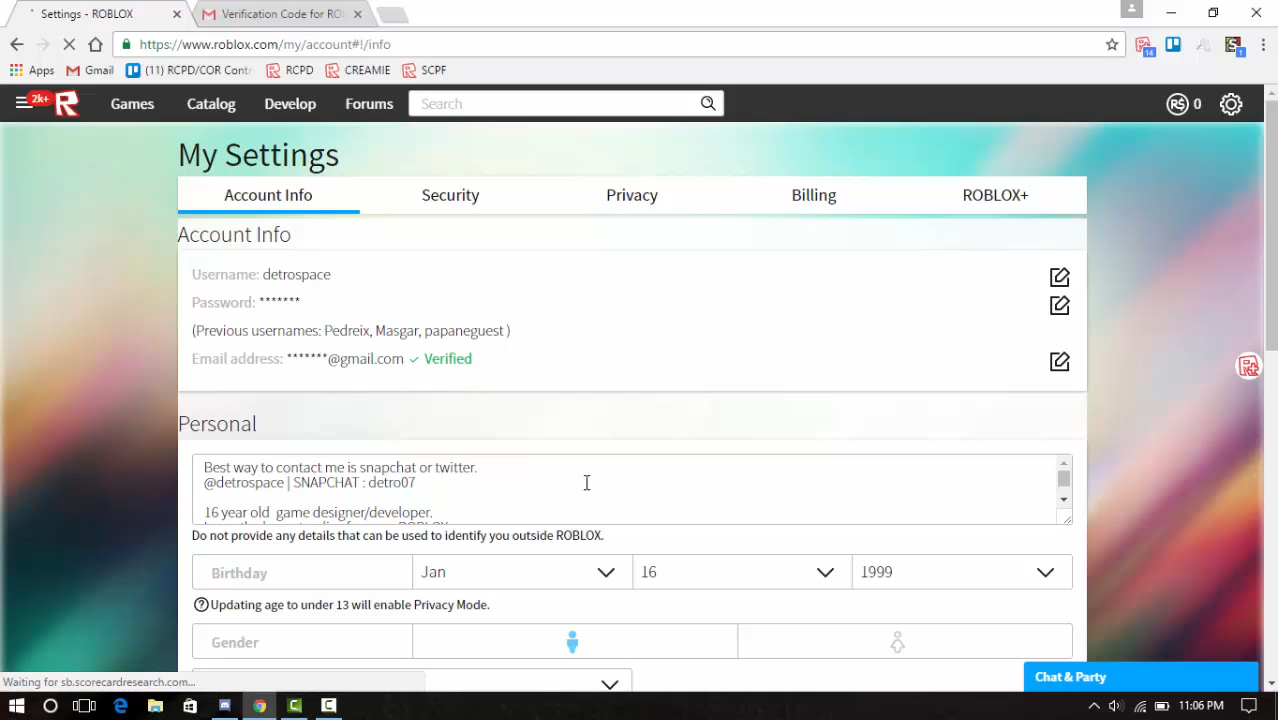 Settings - ROBLOX
Verification Code for RO
https://www.roblox.com/my/account#!/info
14
1
Apps
Gmail
(11) RCPD/COR Contr
RCPD
CREAMIE
SCPF
2k+
Games
Catalog
Develop
Forums
Search
R$ 0
My Settings
Account Info
Security
Privacy
Billing
ROBLOX+
Account Info
Username: detrospace
Password: *******
(Previous usernames: Pedreix, Masgar, papaneguest )
Email address: *******@gmail.com ✓ Verified
Personal
Best way to contact me is snapchat or twitter.
@detrospace | SNAPCHAT : detro07
16 year old  game designer/developer.
Do not provide any details that can be used to identify you outside ROBLOX.
Birthday
Jan
16
1999
Updating age to under 13 will enable Privacy Mode.
Gender
Waiting for sb.scorecardresearch.com...
Chat & Party
11:06 PM